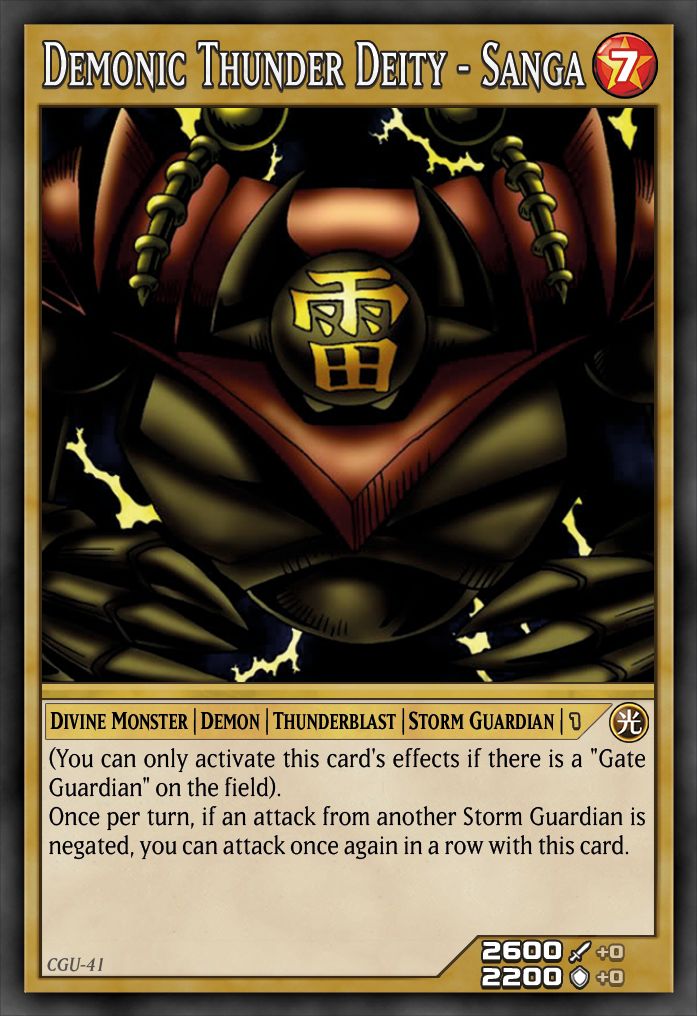 Demonic Thunder Deity - Sanga
7
雷
Divine Monster | Demon | Thunderblast | Storm Guardian |
光
(You can only activate this card's effects if there is a "Gate
Guardian" on the field).
Once per turn, if an attack from another Storm Guardian is
negated, you can attack once again in a row with this card.
CGU-41
2600 +0
2200 +0